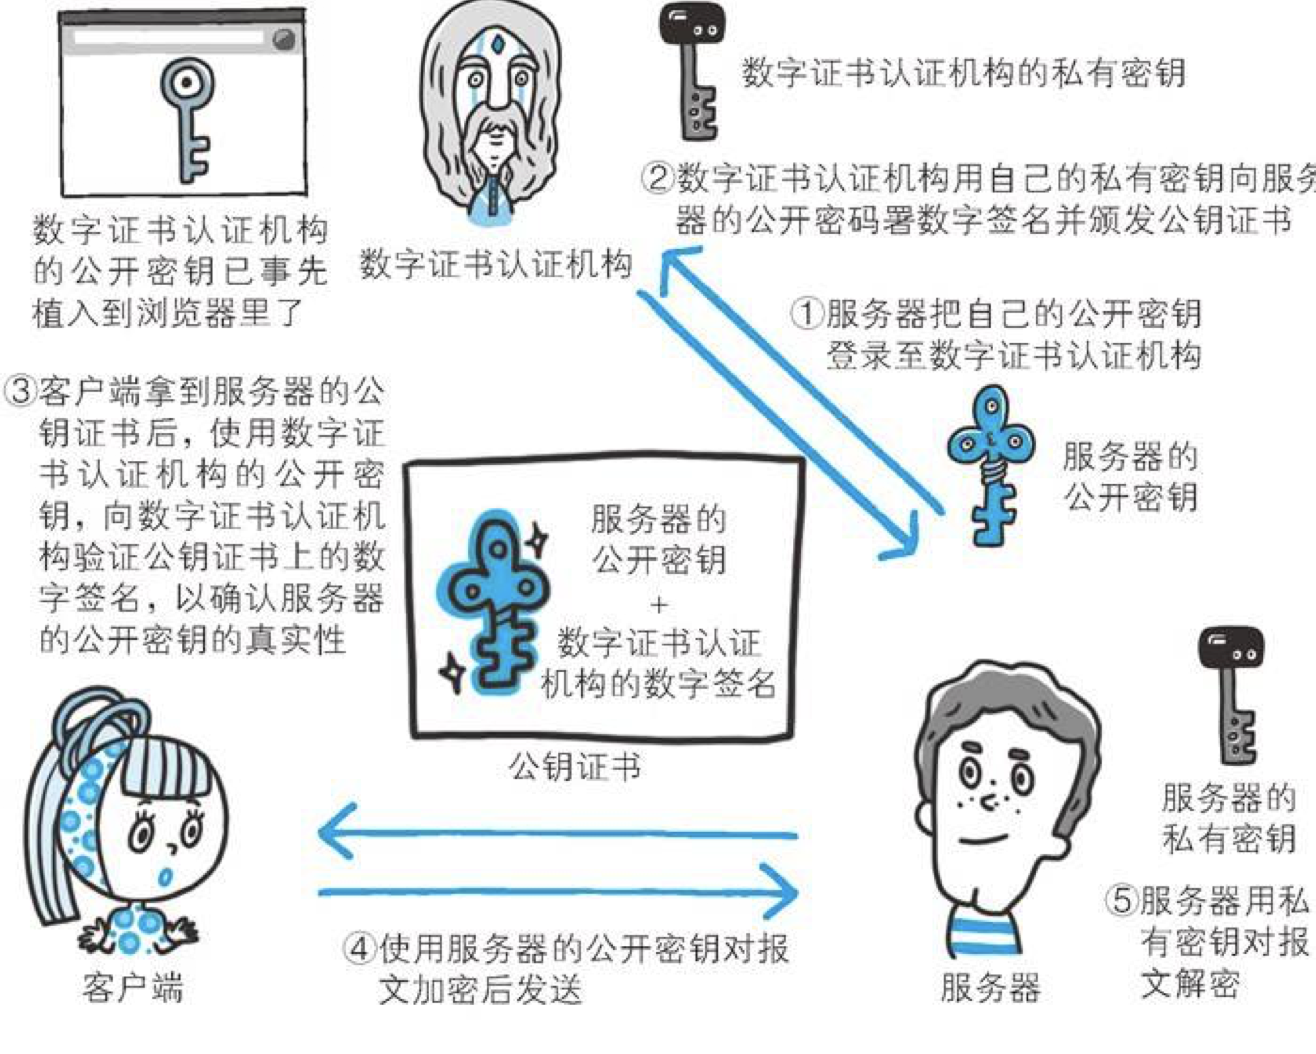 数字证书认证机构的私有密钥
②数字证书认证机构用自己的私有密钥向服务
器的公开密码署数字签名并颁发公钥证书
数字证书认证机构
的公开密钥已事先
植入到浏览器里了
数字证书认证机构
①服务器把自己的公开密钥
登录至数字证书认证机构
服务器的
公开密钥
③客户端拿到服务器的公
钥证书后，使用数字证
书认证机构的公开密
钥，向数字证书认证机
构验证公钥证书上的数
字签名，以确认服务器
的公开密钥的真实性
服务器的
公开密钥
+
数字证书认证
机构的数字签名
公钥证书
服务器的
私有密钥
④使用服务器的公开密钥对报
文加密后发送
⑤服务器用私
有密钥对报
文解密
客户端
服务器